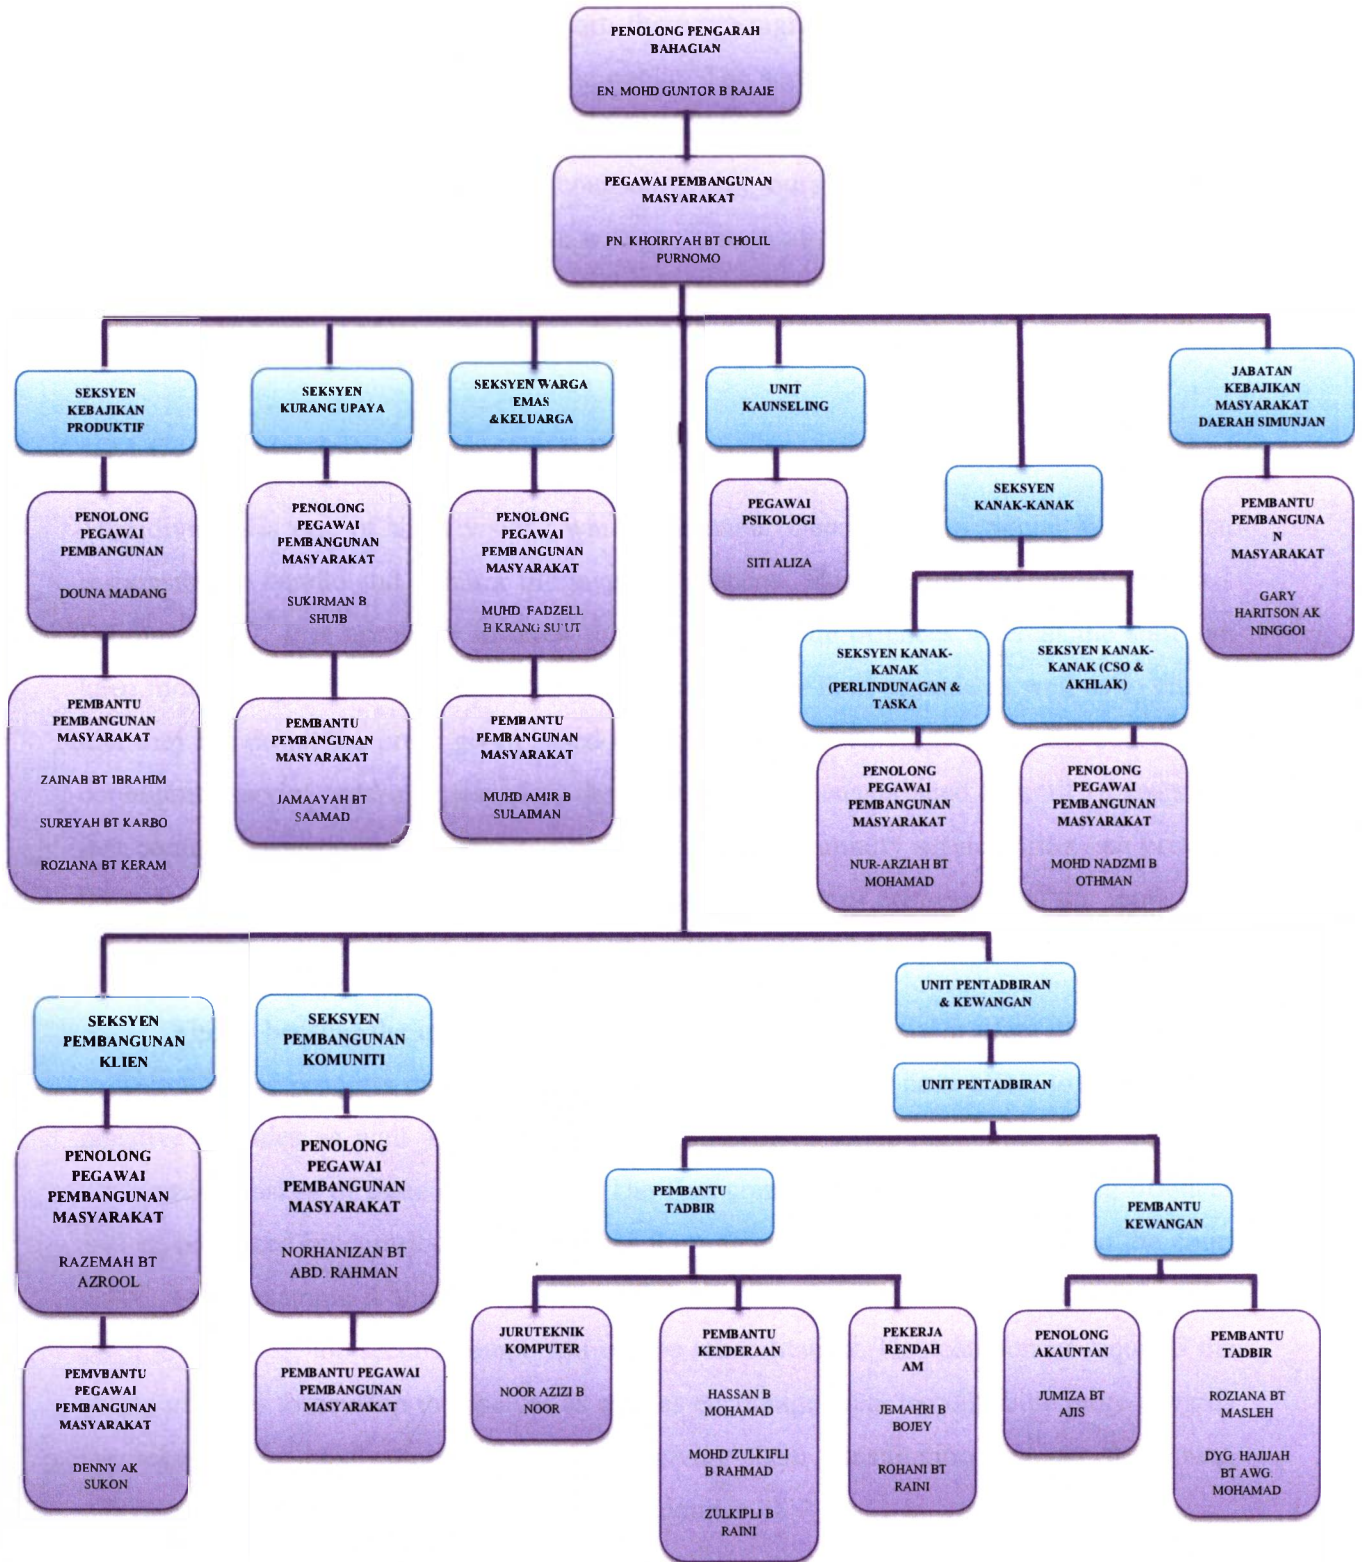 PENOLONG PENGARAH
BAHAGIAN
EN. MOHD GUNTOR B RAJAIE
PEGAWAI PEMBANGUNAN
MASYARAKAT
PN. KHOIRIYAH BT CHOLIL
PURNOMO
SEKSYEN
KEBAJIKAN
PRODUKTIF
PENOLONG
PEGAWAI
PEMBANGUNAN
DOUNA MADANG
PEMBANTU
PEMBANGUNAN
MASYARAKAT
ZAINAB BT IBRAHIM
SUREYAH BT KARBO
ROZIANA BT KERAM
SEKSYEN
KURANG UPAYA
PENOLONG
PEGAWAI
PEMBANGUNAN
MASYARAKAT
SUKIRMAN B
SHUIB
PEMBANTU
PEMBANGUNAN
MASYARAKAT
JAMAAYAH BT
SAAMAD
SEKSYEN WARGA
EMAS
&KELUARGA
PENOLONG
PEGAWAI
PEMBANGUNAN
MASYARAKAT
MUHD. FADZELL
B KRANG SU'UT
PEMBANTU
PEMBANGUNAN
MASYARAKAT
MUHD AMIR B
SULAIMAN
UNIT
KAUNSELING
PEGAWAI
PSIKOLOGI
SITI ALIZA
SEKSYEN
KANAK-KANAK
SEKSYEN KANAK-
KANAK
(PERLINDUNAGAN &
TASKA
PENOLONG
PEGAWAI
PEMBANGUNAN
MASYARAKAT
NUR-ARZIAH BT
MOHAMAD
SEKSYEN KANAK-
KANAK (CSO &
AKHLAK)
PENOLONG
PEGAWAI
PEMBANGUNAN
MASYARAKAT
MOHD NADZMI B
OTHMAN
JABATAN
KEBAJIKAN
MASYARAKAT
DAERAH SIMUNJAN
PEMBANTU
PEMBANGUNA
N
MASYARAKAT
GARY
HARITSON AK
NINGGOI
SEKSYEN
PEMBANGUNAN
KLIEN
PENOLONG
PEGAWAI
PEMBANGUNAN
MASYARAKAT
RAZEMAH BT
AZROOL
PEMVBANTU
PEGAWAI
PEMBANGUNAN
MASYARAKAT
DENNY AK
SUKON
SEKSYEN
PEMBANGUNAN
KOMUNITI
PENOLONG
PEGAWAI
PEMBANGUNAN
MASYARAKAT
NORHANIZAN BT
ABD. RAHMAN
PEMBANTU PEGAWAI
PEMBANGUNAN
MASYARAKAT
UNIT PENTADBIRAN
& KEWANGAN
UNIT PENTADBIRAN
PEMBANTU
TADBIR
JURUTEKNIK
KOMPUTER
NOOR AZIZI B
NOOR
PEMBANTU
KENDERAAN
HASSAN B
MOHAMAD
MOHD ZULKIFLI
B RAHMAD
ZULKIPLI B
RAINI
PEKERJA
RENDAH
AM
JEMAHRI B
BOJEY
ROHANI BT
RAINI
PEMBANTU
KEWANGAN
PENOLONG
AKAUNTAN
JUMIZA BT
AJIS
PEMBANTU
TADBIR
ROZIANA BT
MASLEH
DYG. HAJIJAH
BT AWG.
MOHAMAD